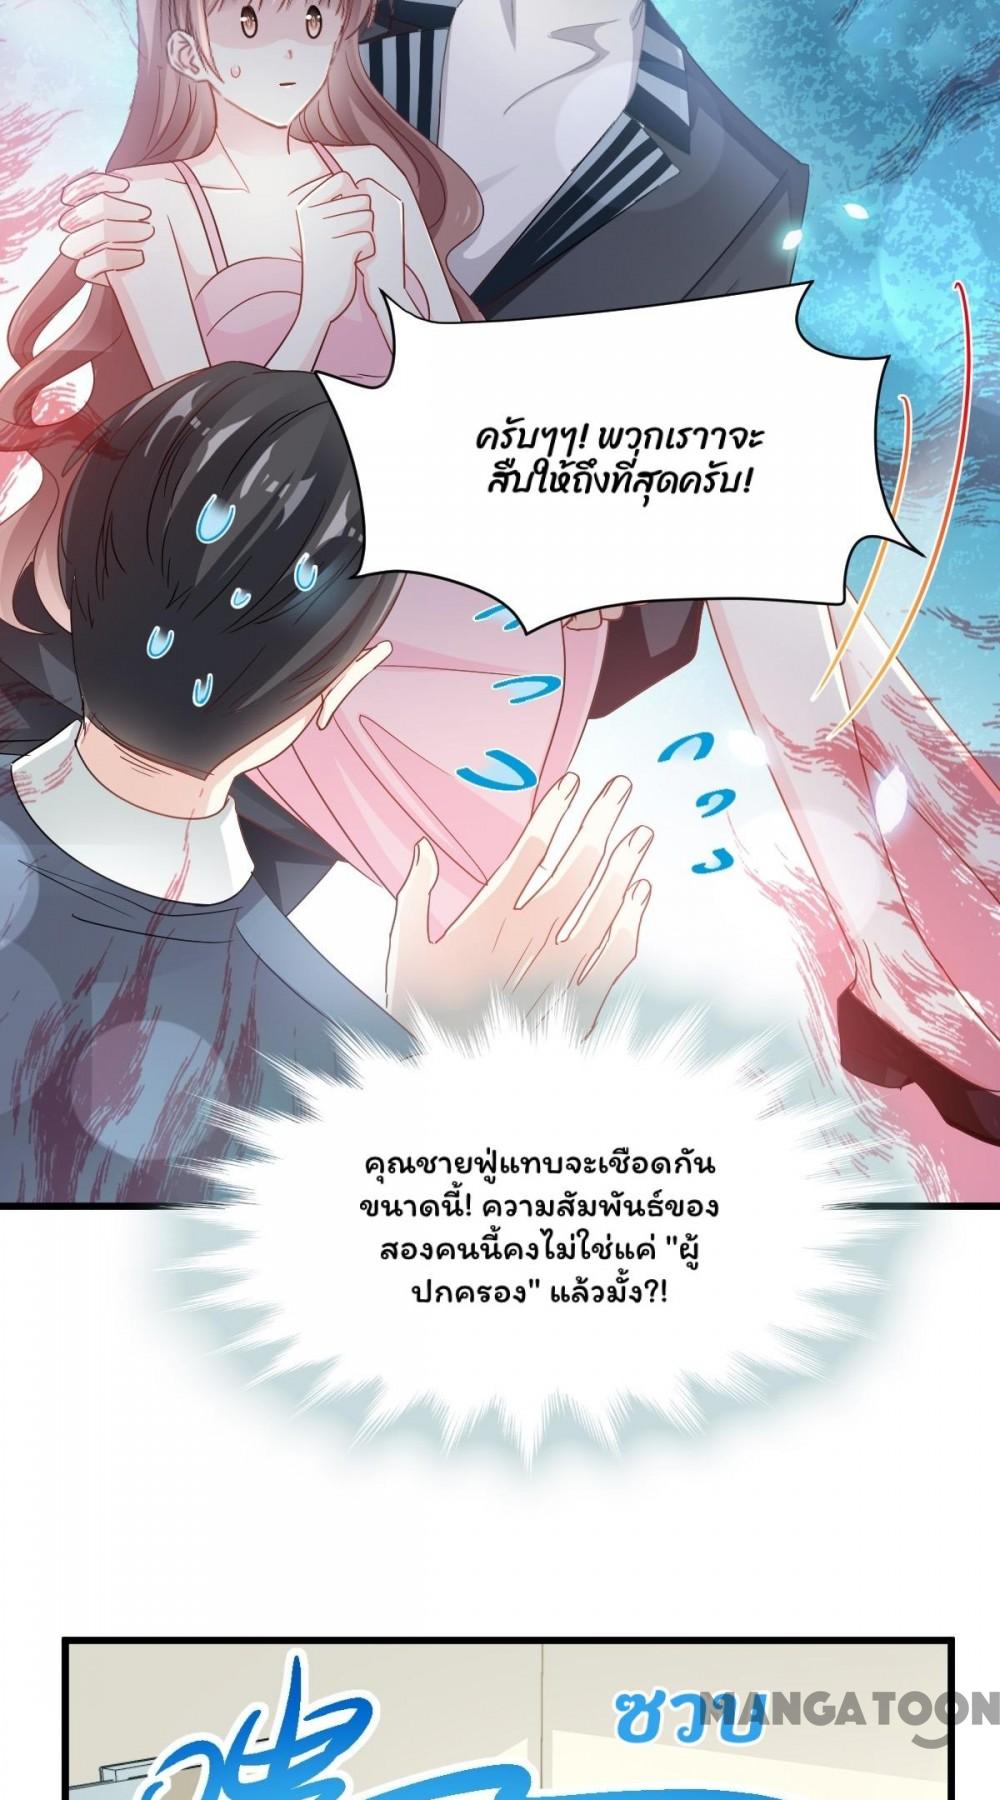 ครับๆๆ! พวกเราาจะ
สืบให้ถึงที่สุดครับ!
คุณชายฟู่แทบจะเชือดกัน
ขนาดนี้! ความสัมพันธ์ของ
สองคนนี้คงไม่ใช่แค่ "ผู้
ปกครอง" แล้วมั้ง?!
ซวบ
MANGATOON